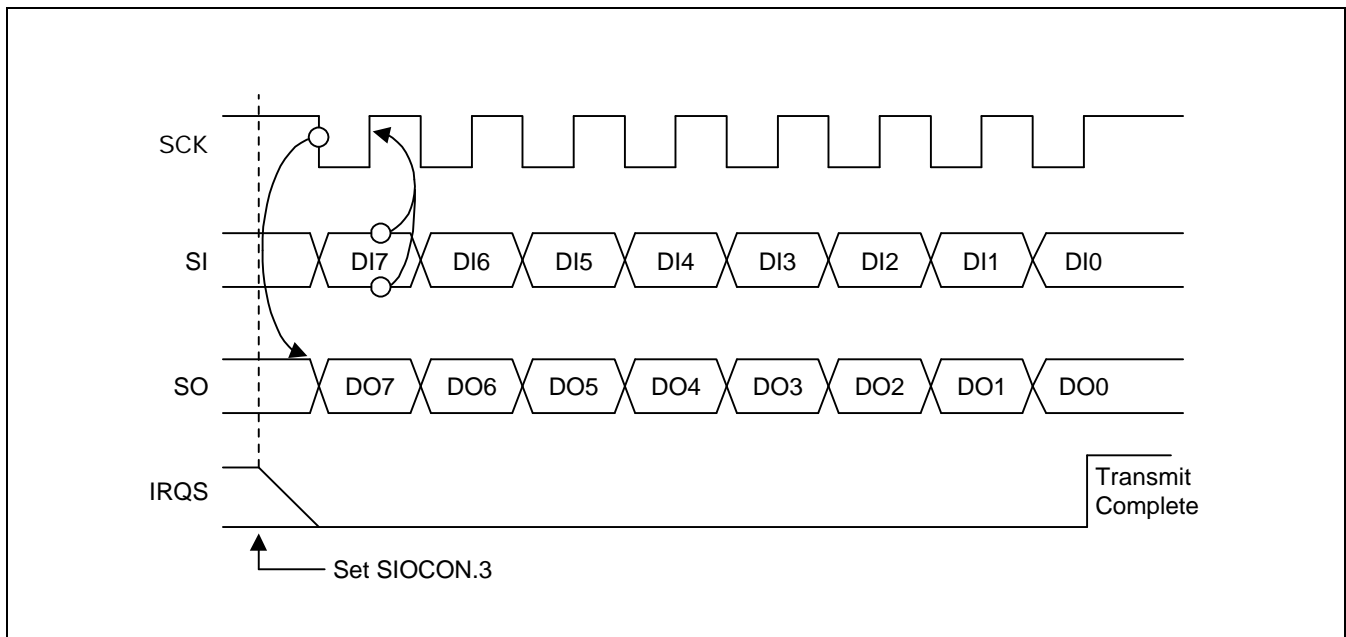 SCK
SI
DI7 DI6 DI5 DI4 DI3 DI2 DI1 DI0
SO
DO7 DO6 DO5 DO4 DO3 DO2 DO1 DO0
IRQS
Transmit
Complete
Set SIOCON.3